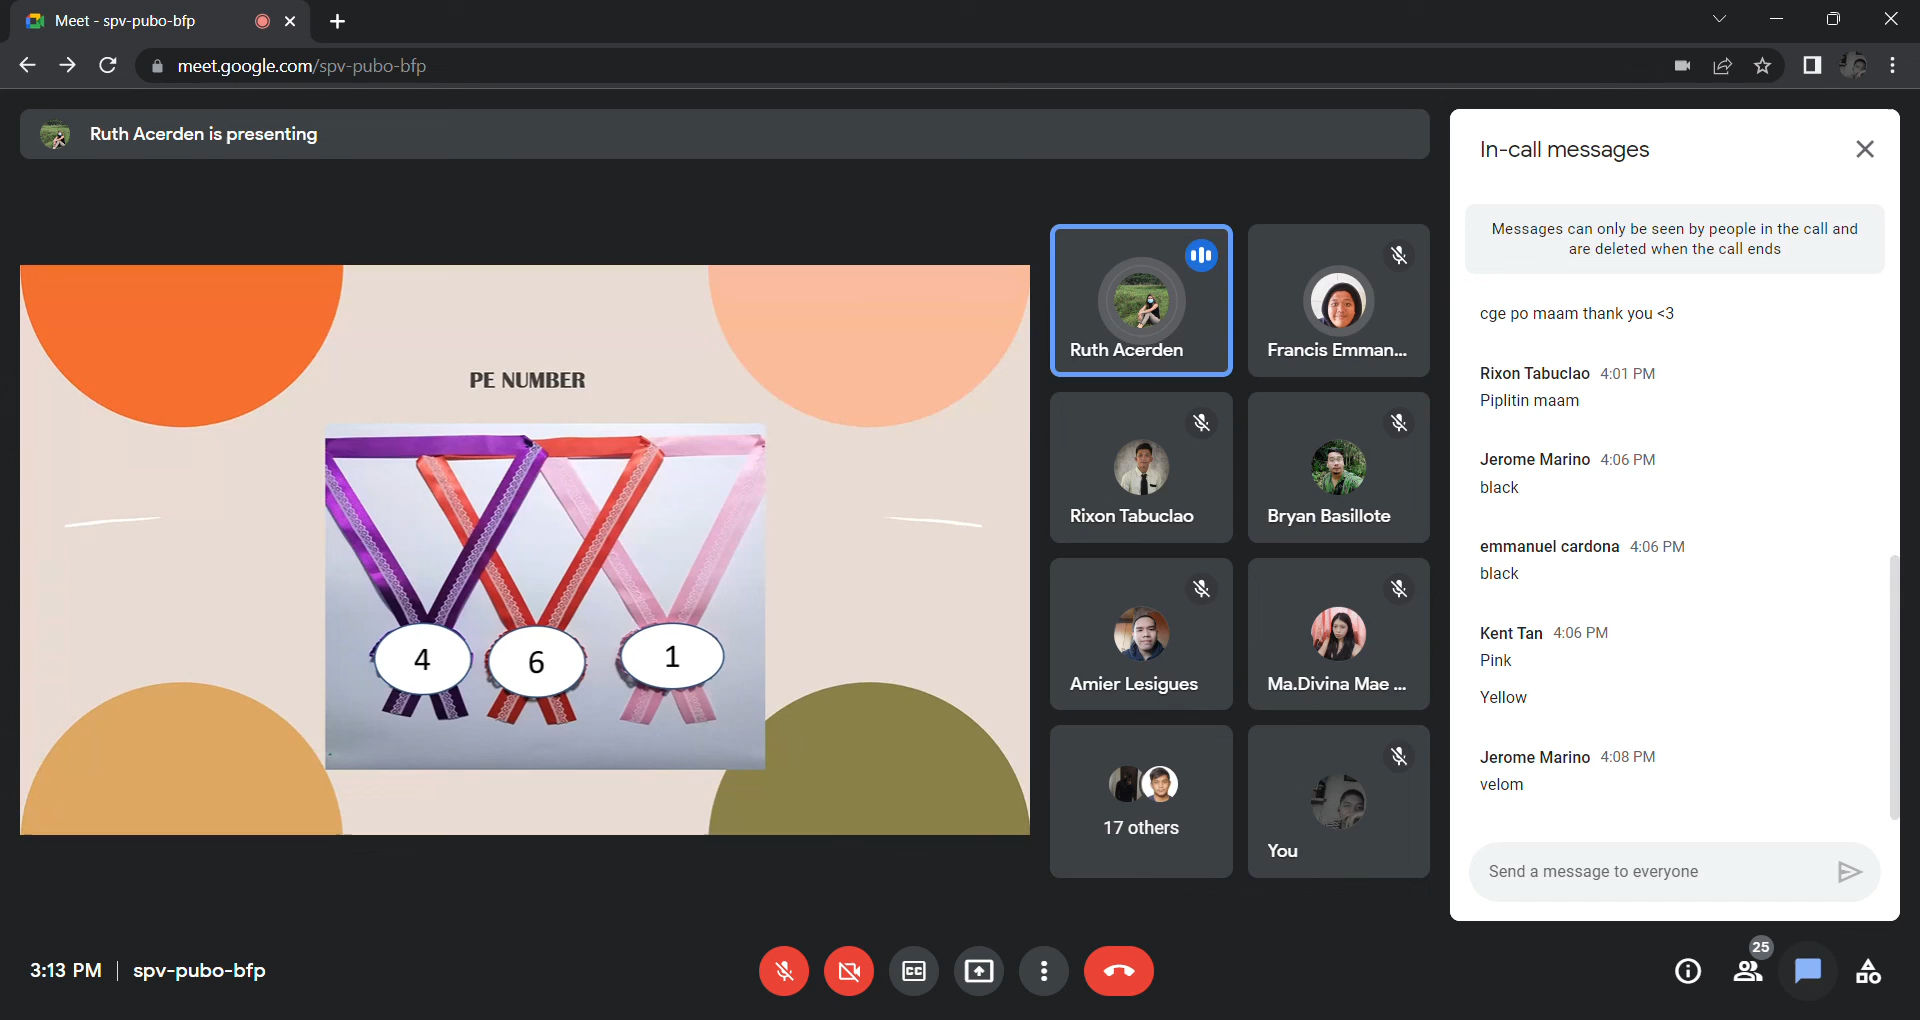 Meet - spv-pubo-bfp
meet.google.com/spv-pubo-bfp
Ruth Acerden is presenting
PE NUMBER
4
6
1
Ruth Acerden
Francis Emman...
Rixon Tabuclao
Bryan Basillote
Amier Lesigues
Ma.Divina Mae ...
17 others
You
In-call messages
Messages can only be seen by people in the call and
are deleted when the call ends
cge po maam thank you <3
Rixon Tabuclao 4:01 PM
Piplitin maam
Jerome Marino 4:06 PM
black
emmanuel cardona 4:06 PM
black
Kent Tan 4:06 PM
Pink
Yellow
Jerome Marino 4:08 PM
velom
Send a message to everyone
3:13 PM | spv-pubo-bfp
CC
25